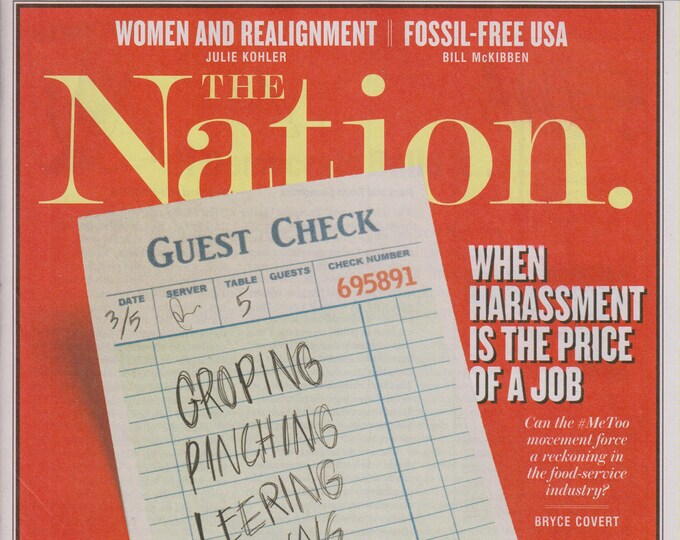 WOMEN AND REALIGNMENT
JULIE KOHLER
FOSSIL-FREE USA
BILL McKIBBEN
THE
Nation.
GUEST CHECK
DATE SERVER TABLE GUESTS CHECK NUMBER
3/5 5 695891
GROPING
PINCHING
LEERING
WHEN
HARASSMENT
IS THE PRICE
OF A JOB
Can the #MeToo
movement force
a reckoning in
the food-service
industry?
BRYCE COVERT